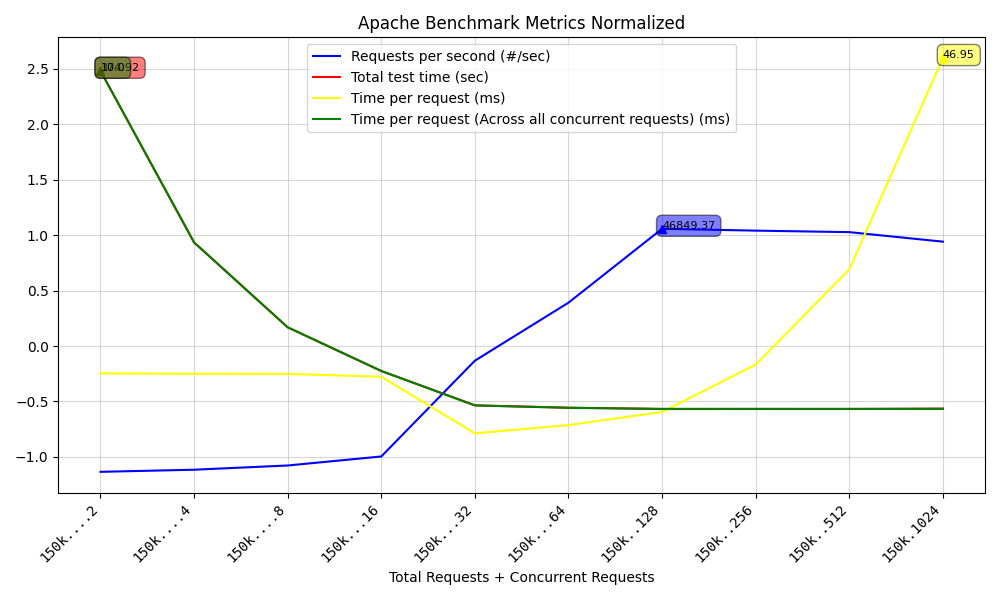 Apache Benchmark Metrics Normalized
Requests per second (#/sec)
Total test time (sec)
Time per request (ms)
Time per request (Across all concurrent requests) (ms)
46.95
46849.37
2.5
2.0
1.5
1.0
0.5
0.0
−0.5
−1.0
150k....2
150k....4
150k....8
150k...16
150k...32
150k...64
150k..128
150k..256
150k..512
150k.1024
Total Requests + Concurrent Requests